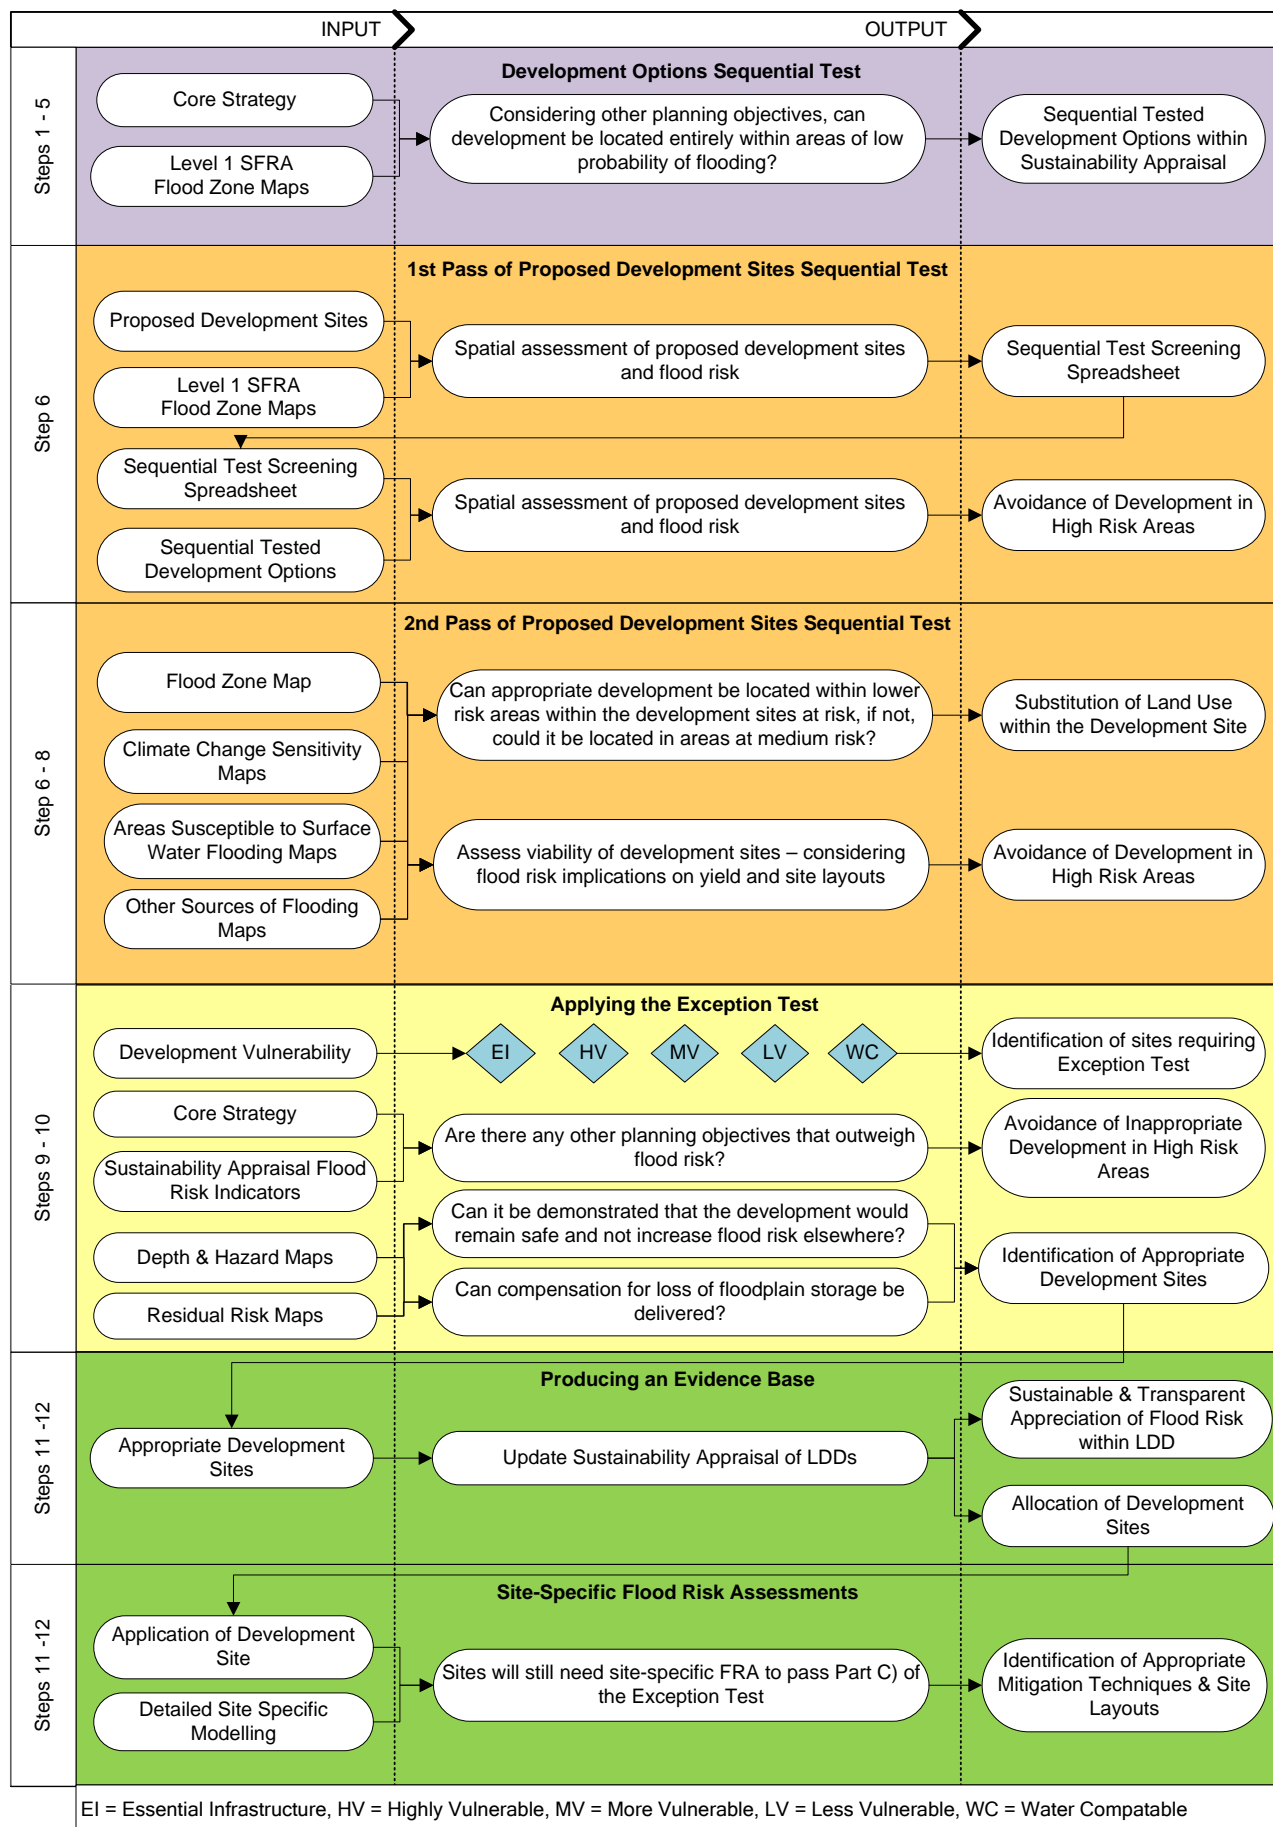 INPUT
OUTPUT
Steps 1 - 5
Development Options Sequential Test
Core Strategy
Level 1 SFRA
Flood Zone Maps
Considering other planning objectives, can
development be located entirely within areas of low
probability of flooding?
Sequential Tested
Development Options within
Sustainability Appraisal
Step 6
1st Pass of Proposed Development Sites Sequential Test
Proposed Development Sites
Level 1 SFRA
Flood Zone Maps
Spatial assessment of proposed development sites
and flood risk
Sequential Test Screening
Spreadsheet
Sequential Test Screening
Spreadsheet
Sequential Tested
Development Options
Spatial assessment of proposed development sites
and flood risk
Avoidance of Development in
High Risk Areas
Step 6 - 8
2nd Pass of Proposed Development Sites Sequential Test
Flood Zone Map
Climate Change Sensitivity
Maps
Areas Susceptible to Surface
Water Flooding Maps
Other Sources of Flooding
Maps
Can appropriate development be located within lower
risk areas within the development sites at risk, if not,
could it be located in areas at medium risk?
Substitution of Land Use
within the Development Site
Assess viability of development sites – considering
flood risk implications on yield and site layouts
Avoidance of Development in
High Risk Areas
Steps 9 - 10
Applying the Exception Test
Development Vulnerability
EI
HV
MV
LV
WC
Identification of sites requiring
Exception Test
Core Strategy
Sustainability Appraisal Flood
Risk Indicators
Are there any other planning objectives that outweigh
flood risk?
Avoidance of Inappropriate
Development in High Risk
Areas
Depth & Hazard Maps
Residual Risk Maps
Can it be demonstrated that the development would
remain safe and not increase flood risk elsewhere?
Can compensation for loss of floodplain storage be
delivered?
Identification of Appropriate
Development Sites
Steps 11 -12
Producing an Evidence Base
Appropriate Development
Sites
Update Sustainability Appraisal of LDDs
Sustainable & Transparent
Appreciation of Flood Risk
within LDD
Allocation of Development
Sites
Steps 11 -12
Site-Specific Flood Risk Assessments
Application of Development
Site
Detailed Site Specific
Modelling
Sites will still need site-specific FRA to pass Part C) of
the Exception Test
Identification of Appropriate
Mitigation Techniques & Site
Layouts
EI = Essential Infrastructure, HV = Highly Vulnerable, MV = More Vulnerable, LV = Less Vulnerable, WC = Water Compatable